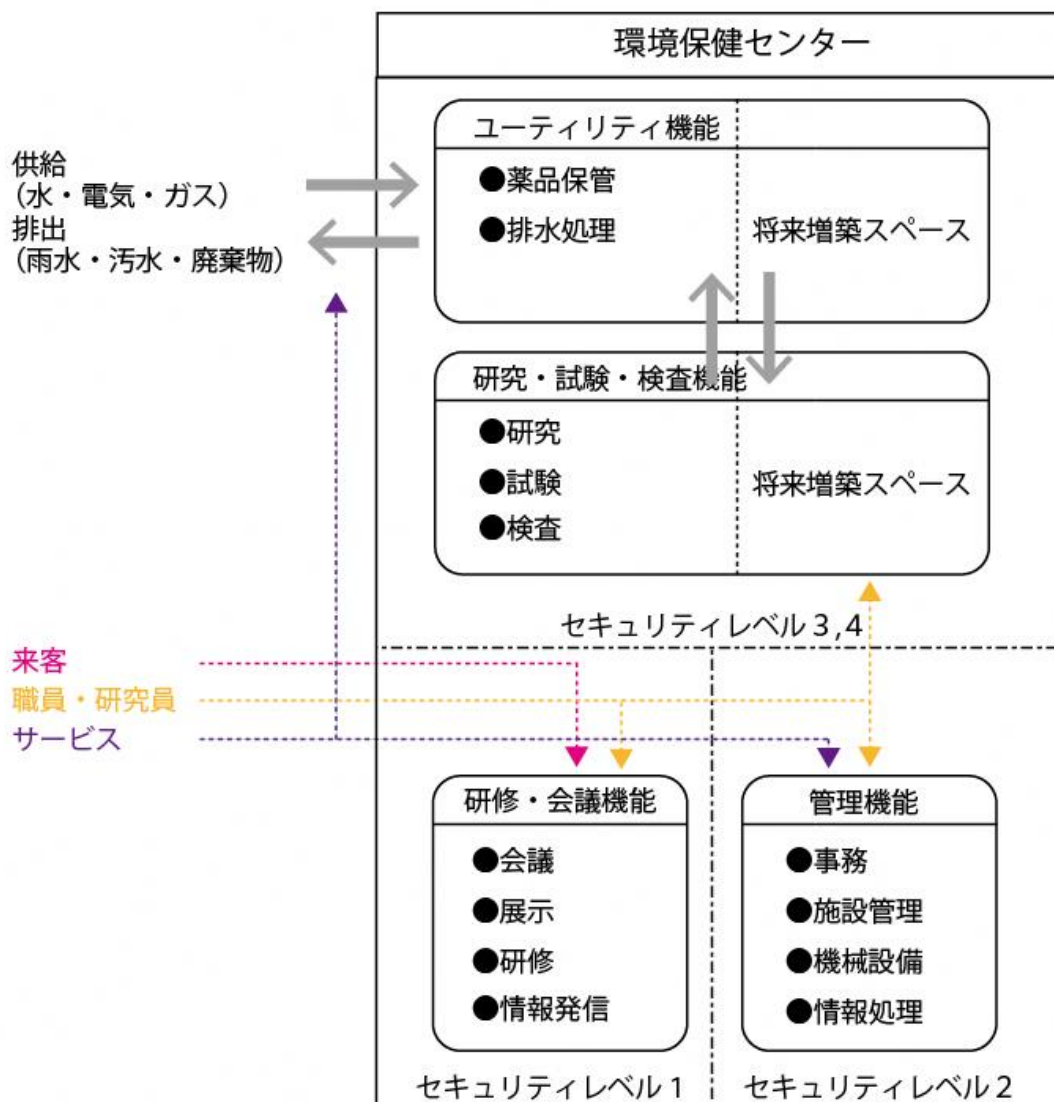 環境保健センター
ユーティリティ機能
●薬品保管
●排水処理
将来増築スペース
供給
(水・電気・ガス)
排出
(雨水・汚水・廃棄物)
研究・試験・検査機能
●研究
●試験
●検査
将来増築スペース
セキュリティレベル3,4
来客
職員・研究員
サービス
研修・会議機能
●会議
●展示
●研修
●情報発信
セキュリティレベル1
管理機能
●事務
●施設管理
●機械設備
●情報処理
セキュリティレベル2